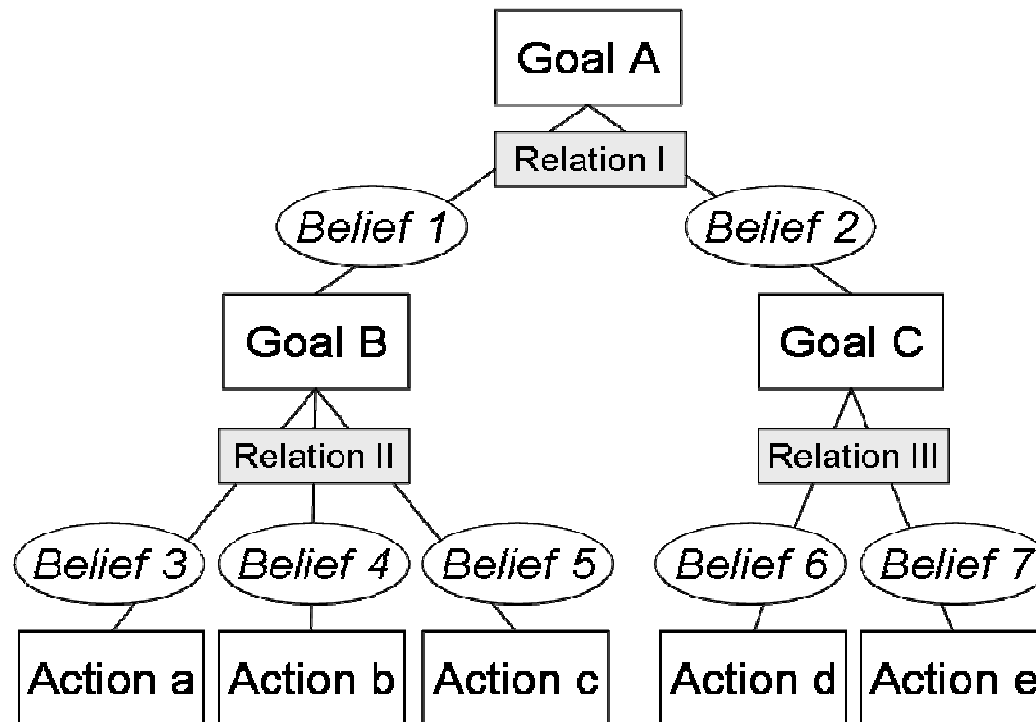 Goal A
Relation I
Belief 1
Belief 2
Goal B
Goal C
Relation II
Relation III
Belief 3
Belief 4
Belief 5
Belief 6
Belief 7
Action a
Action b
Action c
Action d
Action e